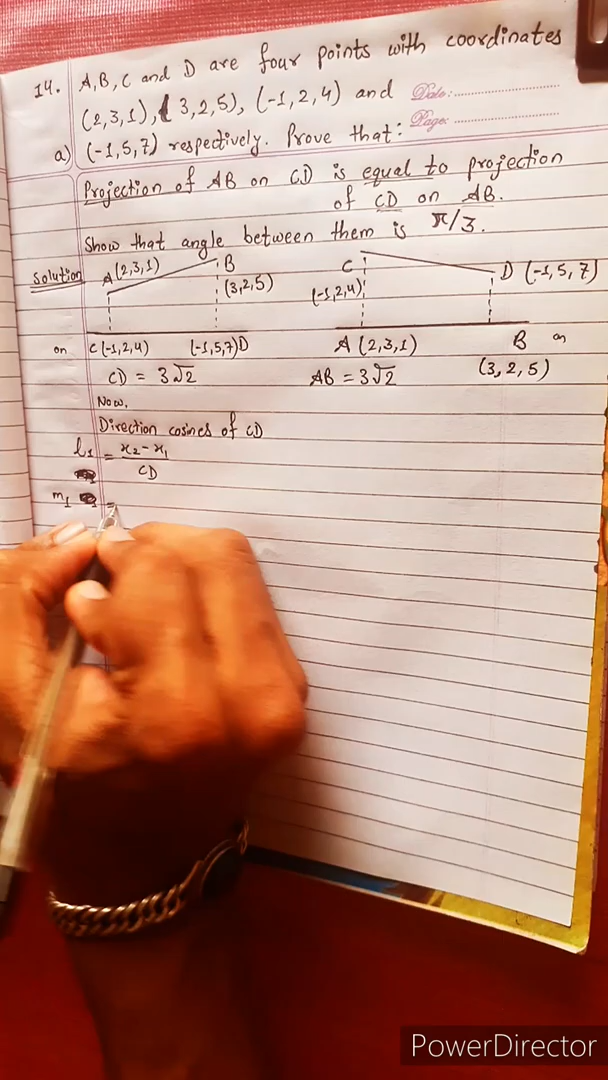 14. A, B, C and D are four points with coordinates
(2,3,1), (3,2,5), (-1,2,4) and Date:
a) (-1,5,7) respectively. Prove that: Page:
Projection of AB on CD is equal to projection
of CD on AB.
Show that angle between them is π/3.
Solution A(2,3,1) B C D (-1,5,7)
(3,2,5) (-1,2,4)
on C(-1,2,4) (-1,5,7)D A (2,3,1) B on
CD = 3√2 AB = 3√2 (3,2,5)
Now,
Direction cosines of CD
l₁ = x₂ - x₁
CD
m₁ =
PowerDirector